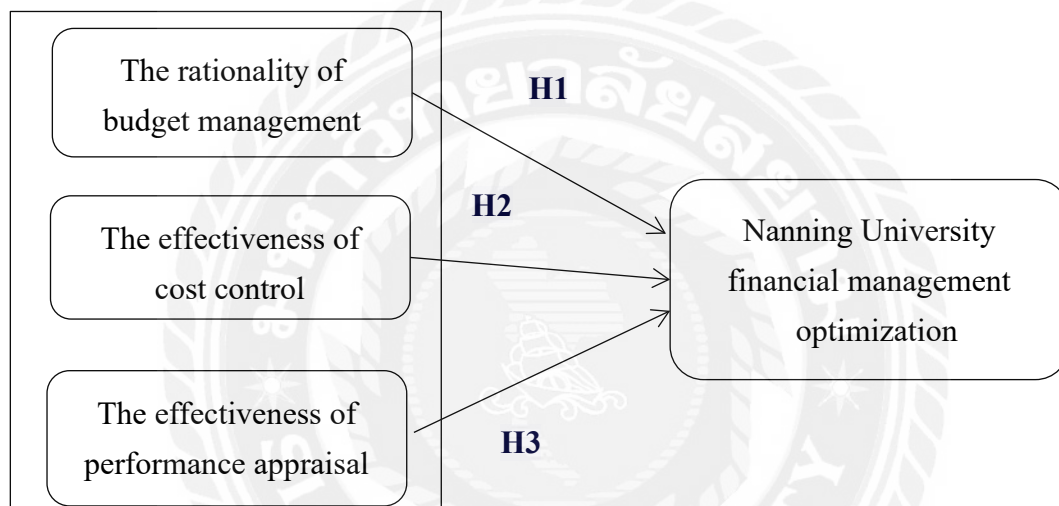 The rationality of
budget management
H1
The effectiveness of
cost control
H2
The effectiveness of
performance appraisal
H3
Nanning University
financial management
optimization